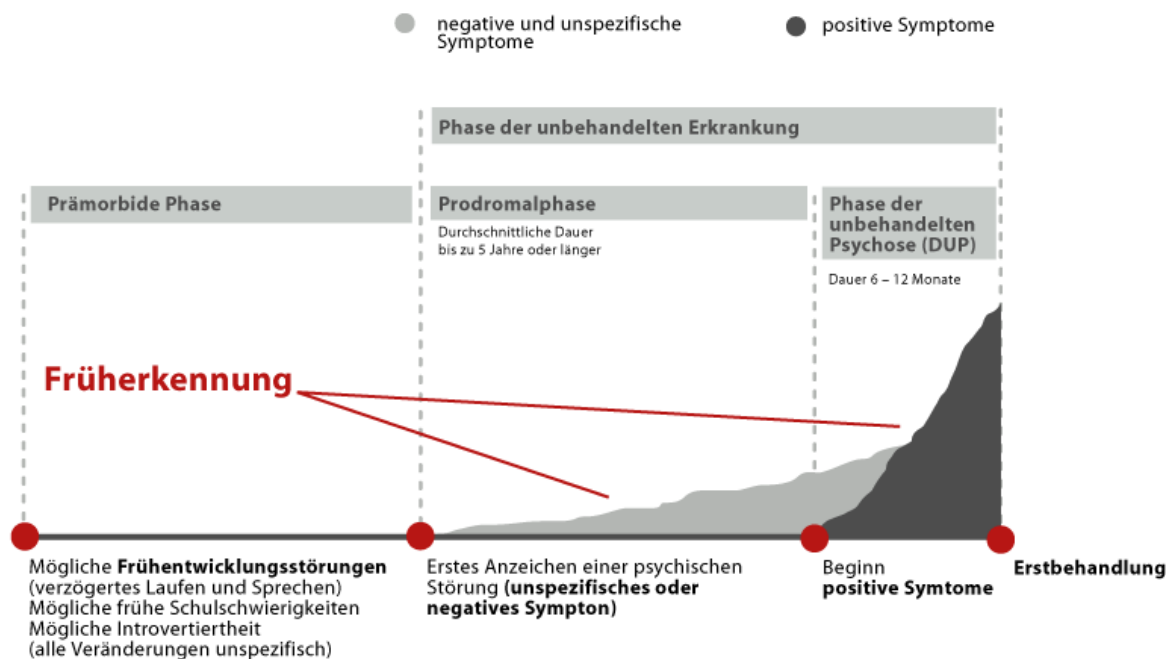 negative und unspezifische
Symptome
positive Symptome
Phase der unbehandelten Erkrankung
Prämorbide Phase
Prodromalphase
Durchschnittliche Dauer
bis zu 5 Jahre oder länger
Phase der
unbehandelten
Psychose (DUP)
Dauer 6 – 12 Monate
Früherkennung
Mögliche Frühentwicklungsstörungen
(verzögertes Laufen und Sprechen)
Mögliche frühe Schulschwierigkeiten
Mögliche Introvertiertheit
(alle Veränderungen unspezifisch)
Erstes Anzeichen einer psychischen
Störung (unspezifisches oder
negatives Sympton)
Beginn
positive Symtome
Erstbehandlung